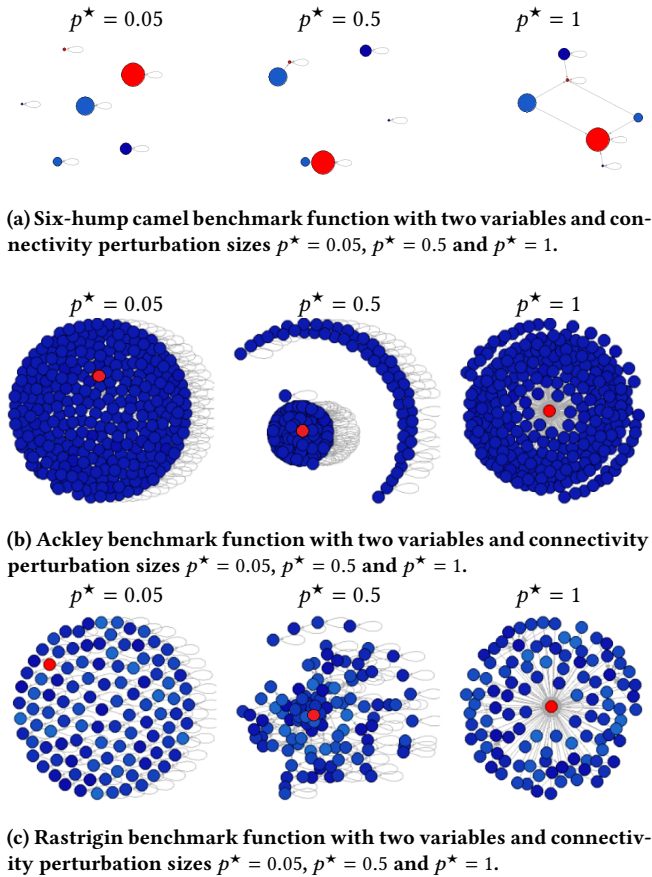 p★ = 0.05 p★ = 0.5 p★ = 1
(a) Six-hump camel benchmark function with two variables and con-
nectivity perturbation sizes p★ = 0.05, p★ = 0.5 and p★ = 1.
p★ = 0.05 p★ = 0.5 p★ = 1
(b) Ackley benchmark function with two variables and connectivity
perturbation sizes p★ = 0.05, p★ = 0.5 and p★ = 1.
p★ = 0.05 p★ = 0.5 p★ = 1
(c) Rastrigin benchmark function with two variables and connectiv-
ity perturbation sizes p★ = 0.05, p★ = 0.5 and p★ = 1.